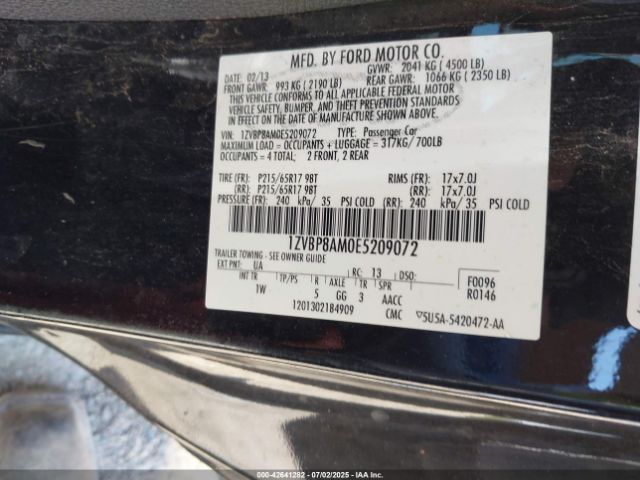 MFD. BY FORD MOTOR CO.
02/13 GVWR: 2041 KG ( 4500 LB)
FRONT GAWR: 993 KG ( 2190 LB) REAR GAWR: 1066 KG ( 2350 LB)
THIS VEHICLE CONFORMS TO ALL APPLICABLE FEDERAL MOTOR
VEHICLE SAFETY, BUMPER, AND THEFT PREVENTION STANDARDS
IN EFFECT ON THE DATE OF MANUFACTURE SHOWN ABOVE.
VIN: 1ZVBP8AM0E5209072 TYPE: Passenger Car
MAXIMUM LOAD = OCCUPANTS + LUGGAGE = 317KG/ 700LB
OCCUPANTS = 4 TOTAL; 2 FRONT, 2 REAR
TIRE (FR): P215/65R17 98T RIMS (FR): 17x7.0J
(RR): P215/65R17 98T (RR): 17x7.0J
PRESSURE (FR): 240 kPa/ 35 PSI COLD (RR): 240 kPa/ 35 PSI COLD
1ZVBP8AM0E5209072
TRAILER TOWING - SEE OWNER GUIDE
EXT PNT: UA RC: 13 DSO: F0096
INT TR TP/PS R AXLE TR SPR R0146
TW 5 GG 3 AACC
1201302184909 CMC ▽5U5A-5420472-AA
000-42641282 - 07/02/2025 - IAAI.COM